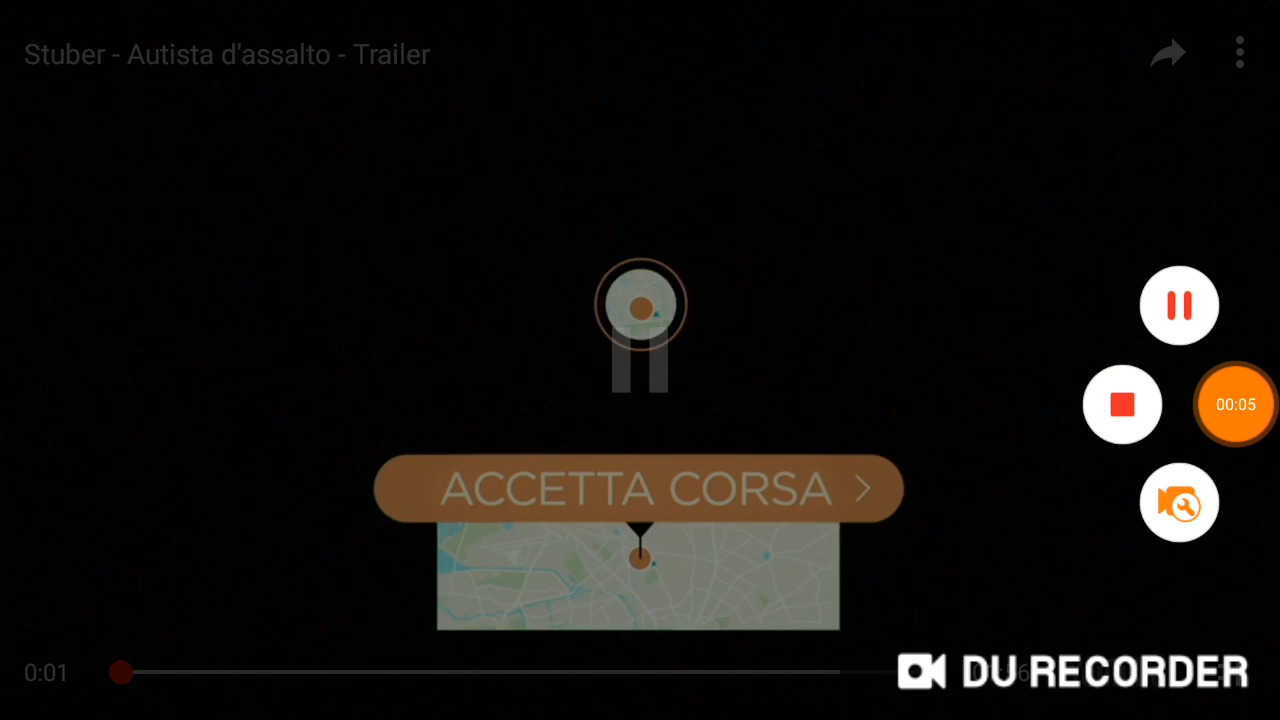 Stuber - Autista d'assalto - Trailer
00:05
ACCETTA CORSA
0:01
DU RECORDER